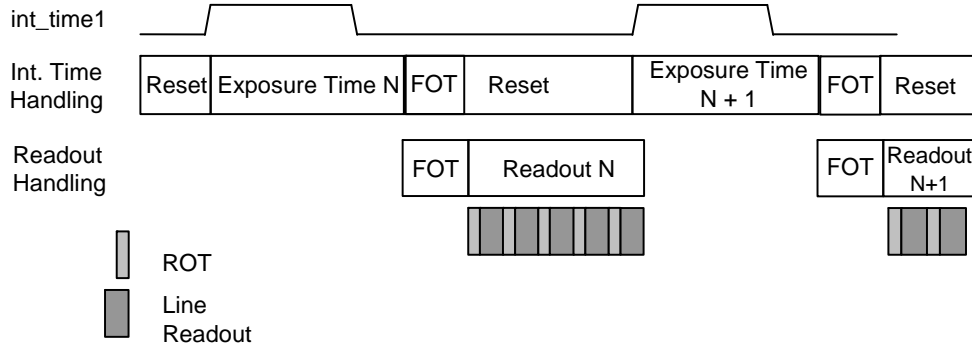 int_time1
Int. Time
Handling
Reset
Exposure Time N
FOT
Reset
Exposure Time
N + 1
FOT
Reset
Readout
Handling
FOT
Readout N
FOT
Readout
N+1
ROT
Line
Readout